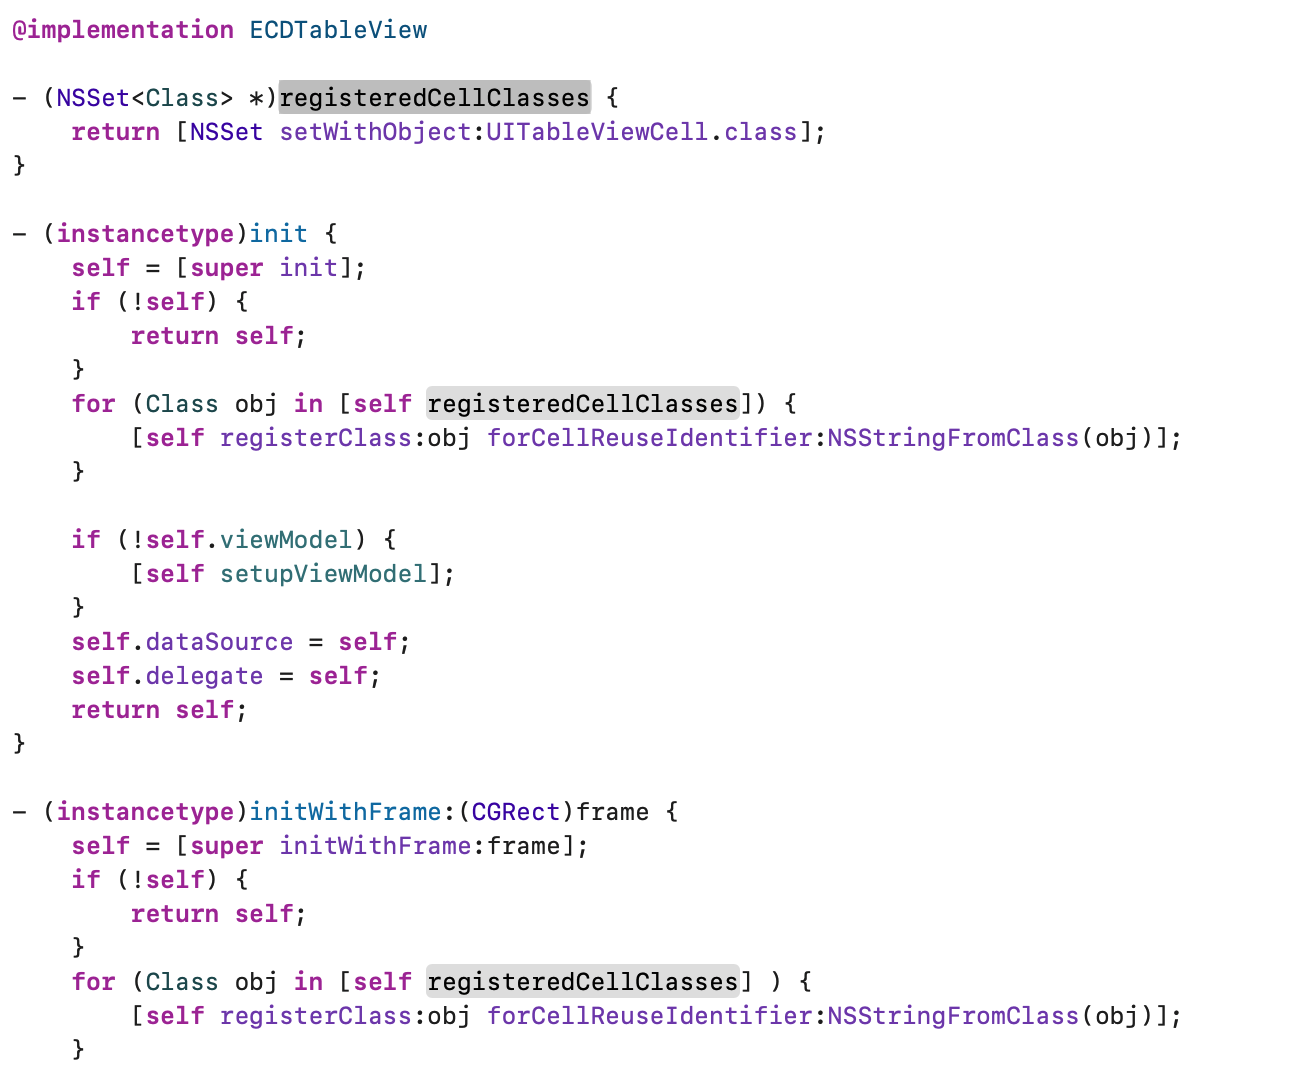 @implementation ECDTableView
- (NSSet<Class> *)registeredCellClasses {
return [NSSet setWithObject:UITableViewCell.class];
}
- (instancetype)init {
self = [super init];
if (!self) {
return self;
}
for (Class obj in [self registeredCellClasses]) {
[self registerClass:obj forCellReuseIdentifier:NSStringFromClass(obj)];
}
if (!self.viewModel) {
[self setupViewModel];
}
self.dataSource = self;
self.delegate = self;
return self;
}
- (instancetype)initWithFrame:(CGRect)frame {
self = [super initWithFrame:frame];
if (!self) {
return self;
}
for (Class obj in [self registeredCellClasses] ) {
[self registerClass:obj forCellReuseIdentifier:NSStringFromClass(obj)];
}